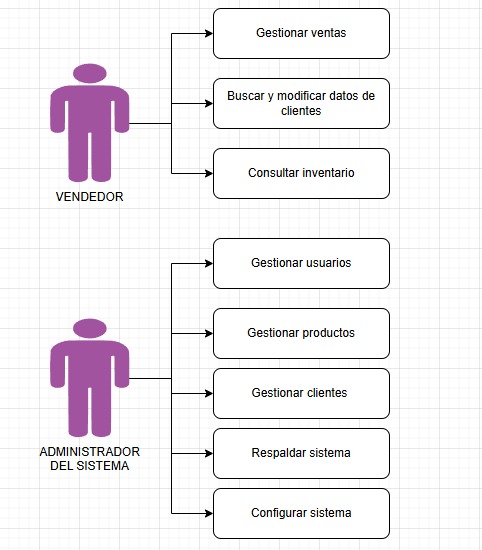 Gestionar ventas
Buscar y modificar datos de
clientes
Consultar inventario
VENDEDOR
Gestionar usuarios
Gestionar productos
Gestionar clientes
Respaldar sistema
Configurar sistema
ADMINISTRADOR
DEL SISTEMA